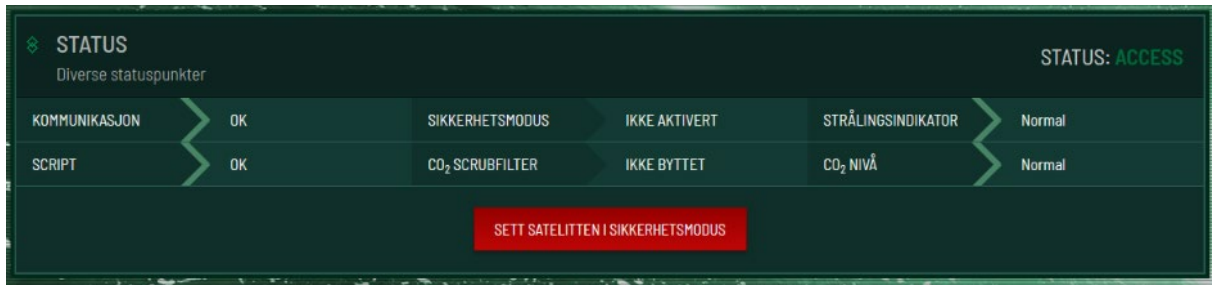 STATUS
Diverse statuspunkter
STATUS: ACCESS
KOMMUNIKASJON OK SIKKERHETSMODUS IKKE AKTIVERT STRÅLINGSINDIKATOR Normal
SCRIPT OK CO₂ SCRUBFILTER IKKE BYTTET CO₂ NIVÅ Normal
SETT SATELITTEN I SIKKERHETSMODUS